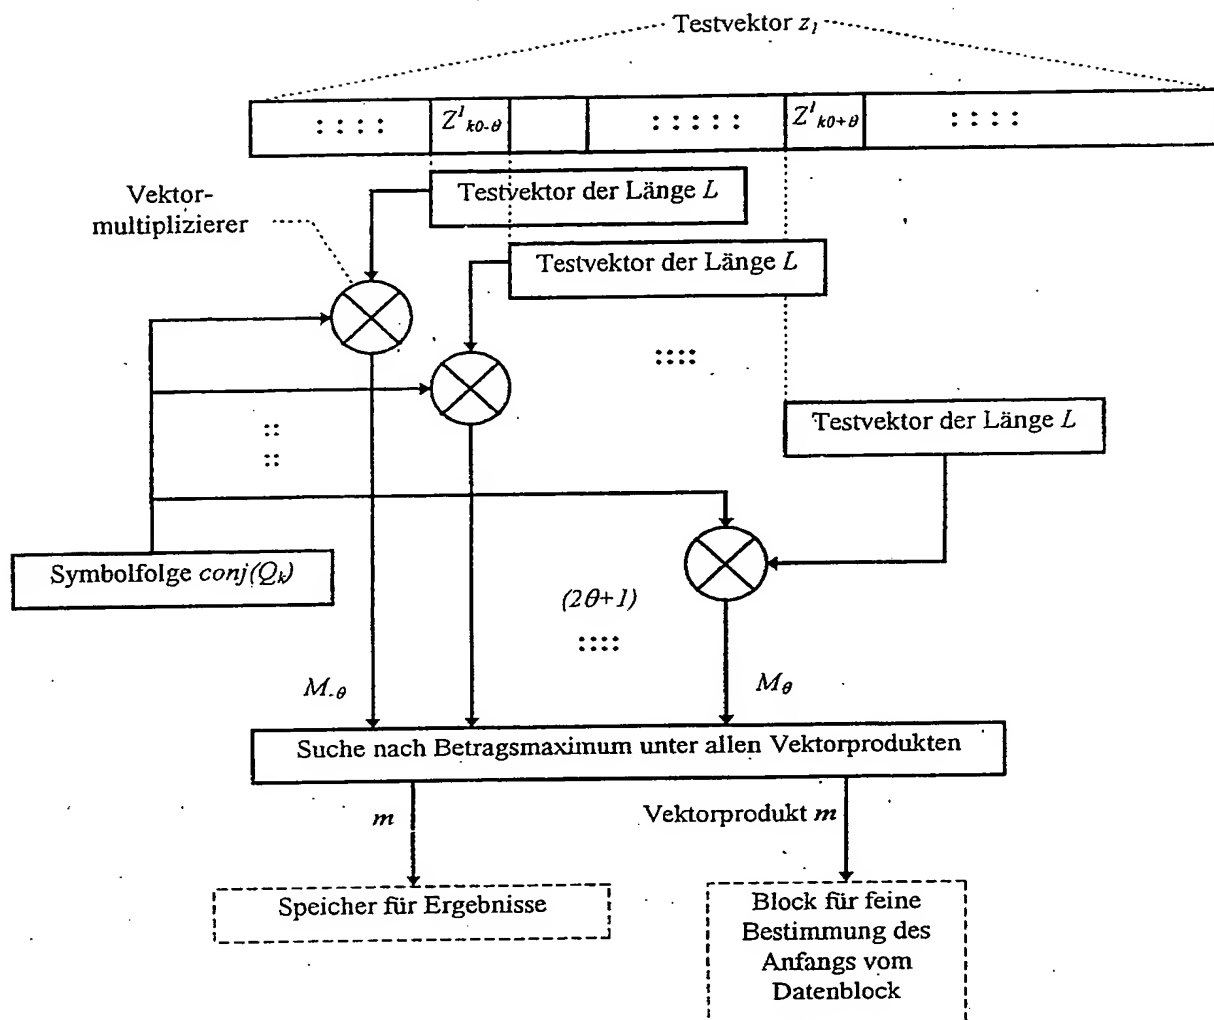 Testvektor z₁
: : : : Z¹ₖ₀₋θ : : : : : Z¹ₖ₀₊θ : : : :
Testvektor der Länge L
Vektor-
multiplizierer
Testvektor der Länge L
::::
Testvektor der Länge L
::
::
Symbolfolge conj(Qₖ)
(2θ+1)
::::
M₋θ
Mθ
Suche nach Betragsmaximum unter allen Vektorprodukten
m
Vektorprodukt m
Speicher für Ergebnisse
Block für feine
Bestimmung des
Anfangs vom
Datenblock